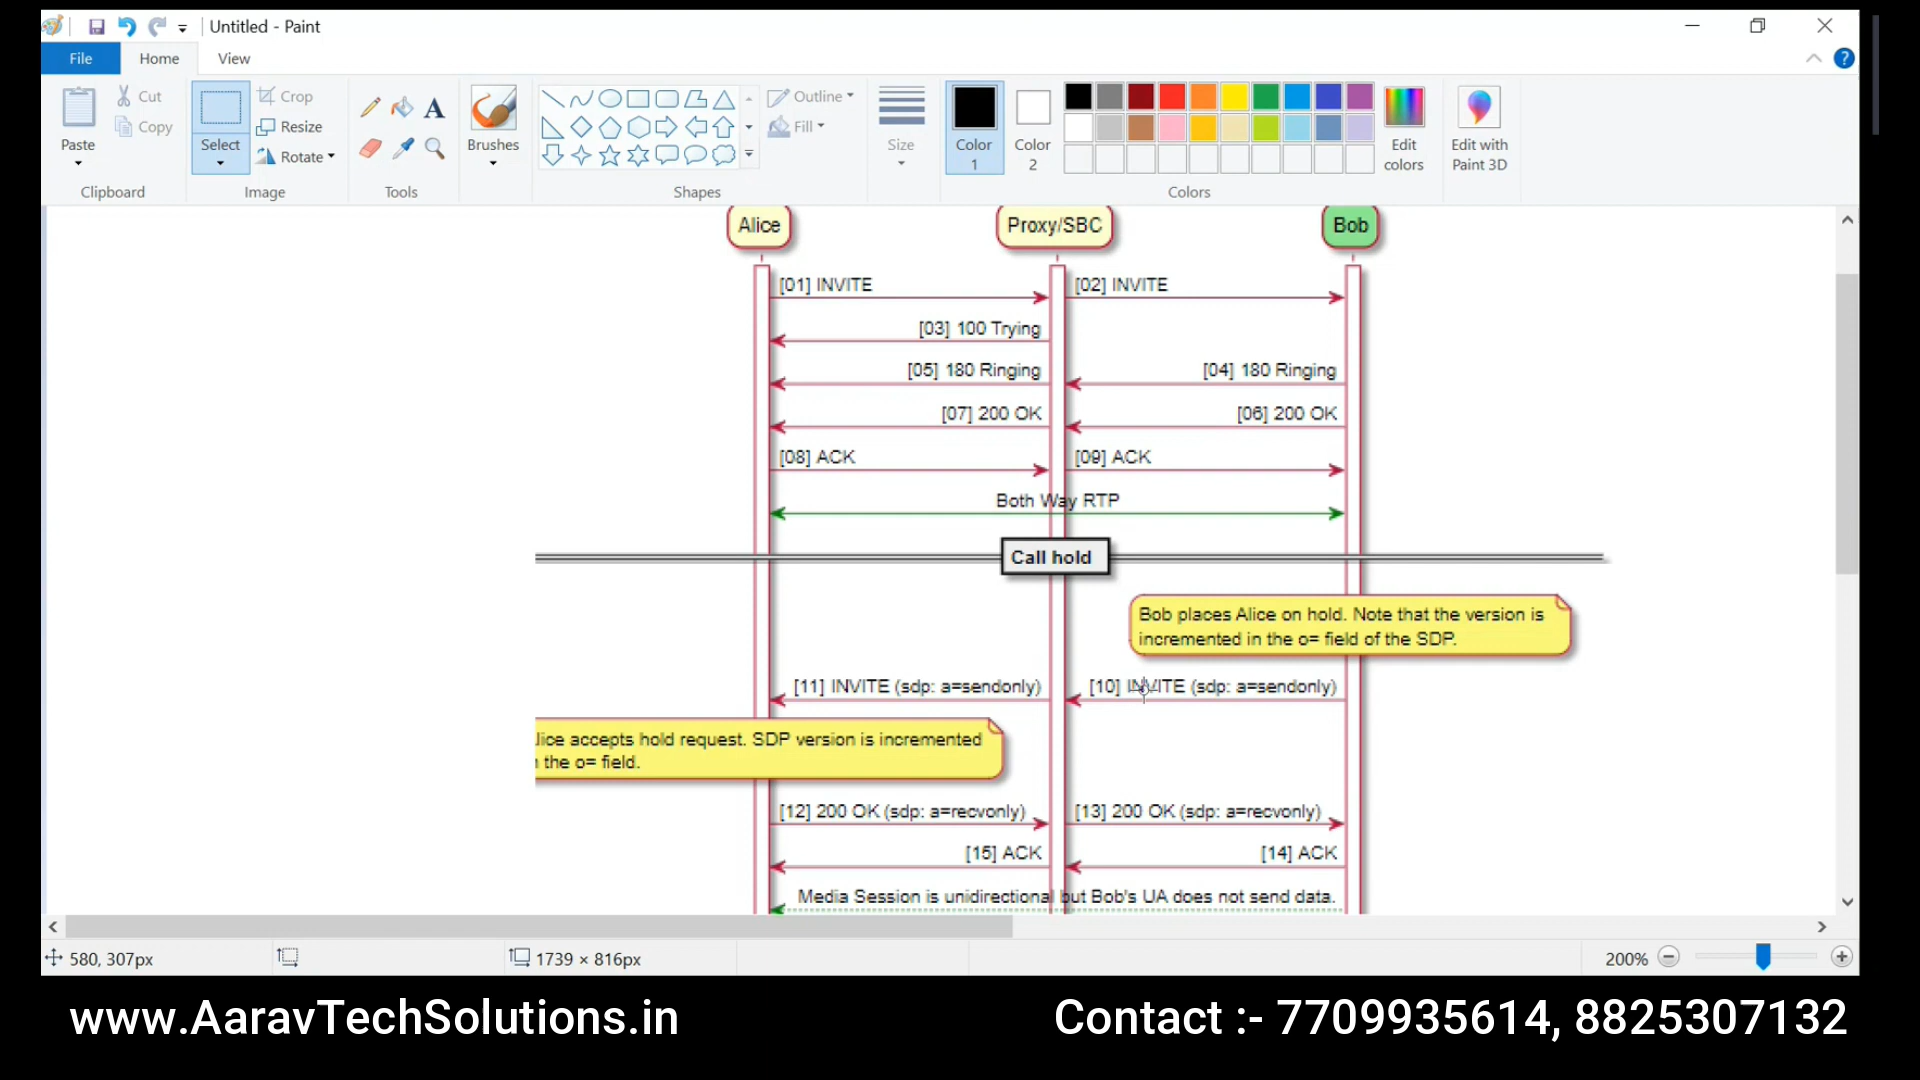 Untitled - Paint
File Home View
Cut
Copy
Paste
Clipboard
Select
Crop
Resize
Rotate
Image
A
Tools
Brushes
Outline
Fill
Shapes
Size
Color 1
Color 2
Edit colors
Edit with Paint 3D
Colors
Alice Proxy/SBC Bob
[01] INVITE [02] INVITE
[03] 100 Trying
[05] 180 Ringing [04] 180 Ringing
[07] 200 OK [06] 200 OK
[08] ACK [09] ACK
Both Way RTP
Call hold
Bob places Alice on hold. Note that the version is
incremented in the o= field of the SDP.
[11] INVITE (sdp: a=sendonly) [10] INVITE (sdp: a=sendonly)
lice accepts hold request. SDP version is incremented
the o= field.
[12] 200 OK (sdp: a=recvonly) [13] 200 OK (sdp: a=recvonly)
[15] ACK [14] ACK
Media Session is unidirectional but Bob's UA does not send data.
580, 307px 1739 × 816px 200%
www.AaravTechSolutions.in Contact :- 7709935614, 8825307132